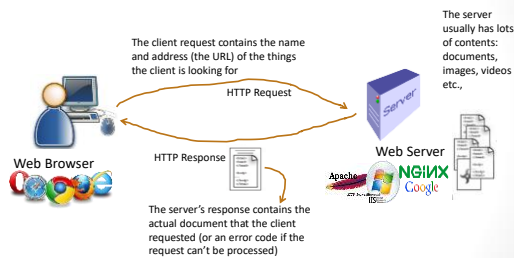 The server
usually has lots
of contents:
documents,
images, videos
etc.,
The client request contains the name
and address (the URL) of the things
the client is looking for
HTTP Request
Server
Web Browser
HTTP Response
Web Server
Apache
NGINX
Google
IIS
The server's response contains the
actual document that the client
requested (or an error code if the
request can't be processed)